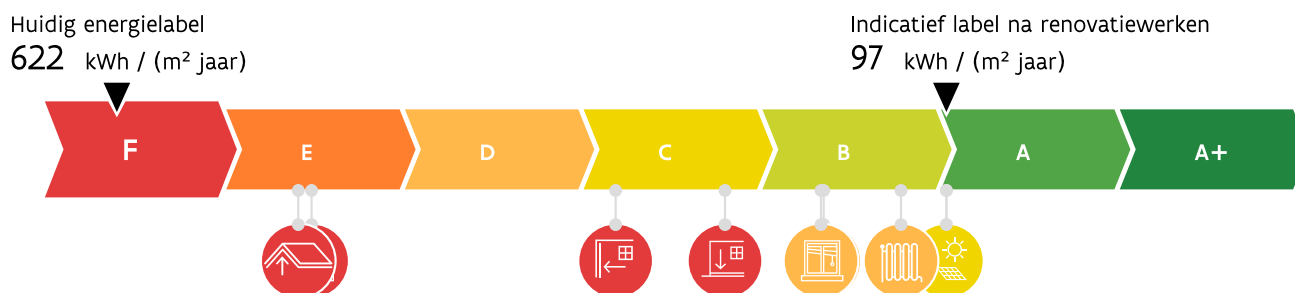 Huidig energielabel
622 kWh / (m² jaar)
Indicatief label na renovatiewerken
97 kWh / (m² jaar)
F E D C B A A+